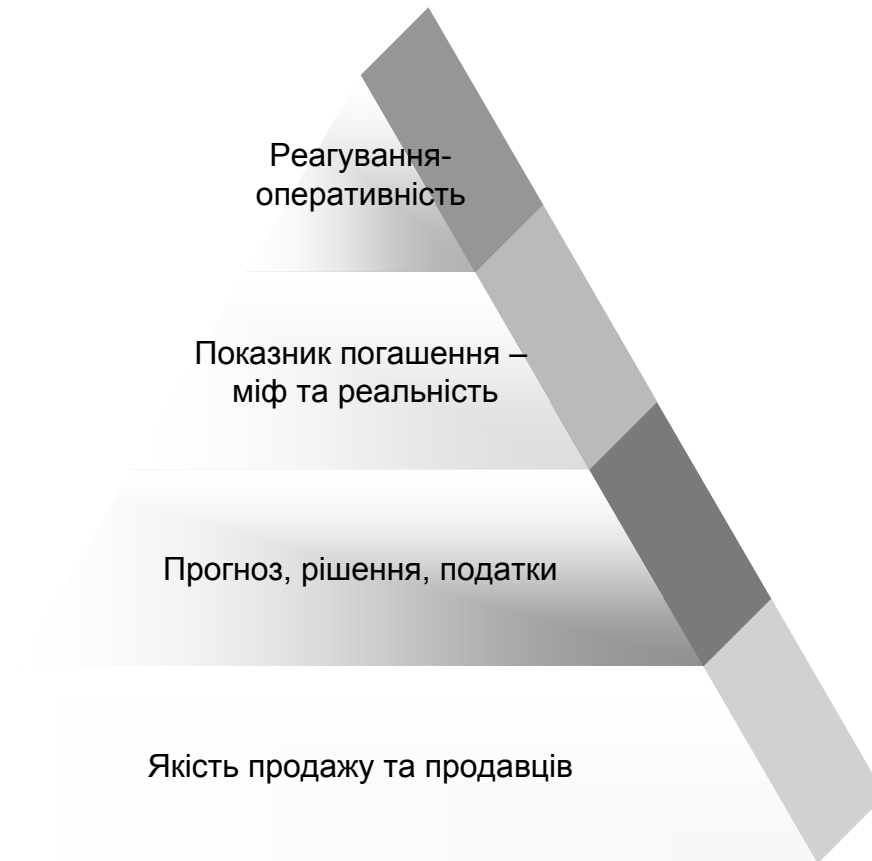 Реагування-
оперативність
Показник погашення –
міф та реальність
Прогноз, рішення, податки
Якість продажу та продавців